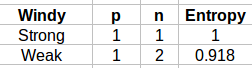 Windy p n Entropy
Strong 1 1 1
Weak 1 2 0.918